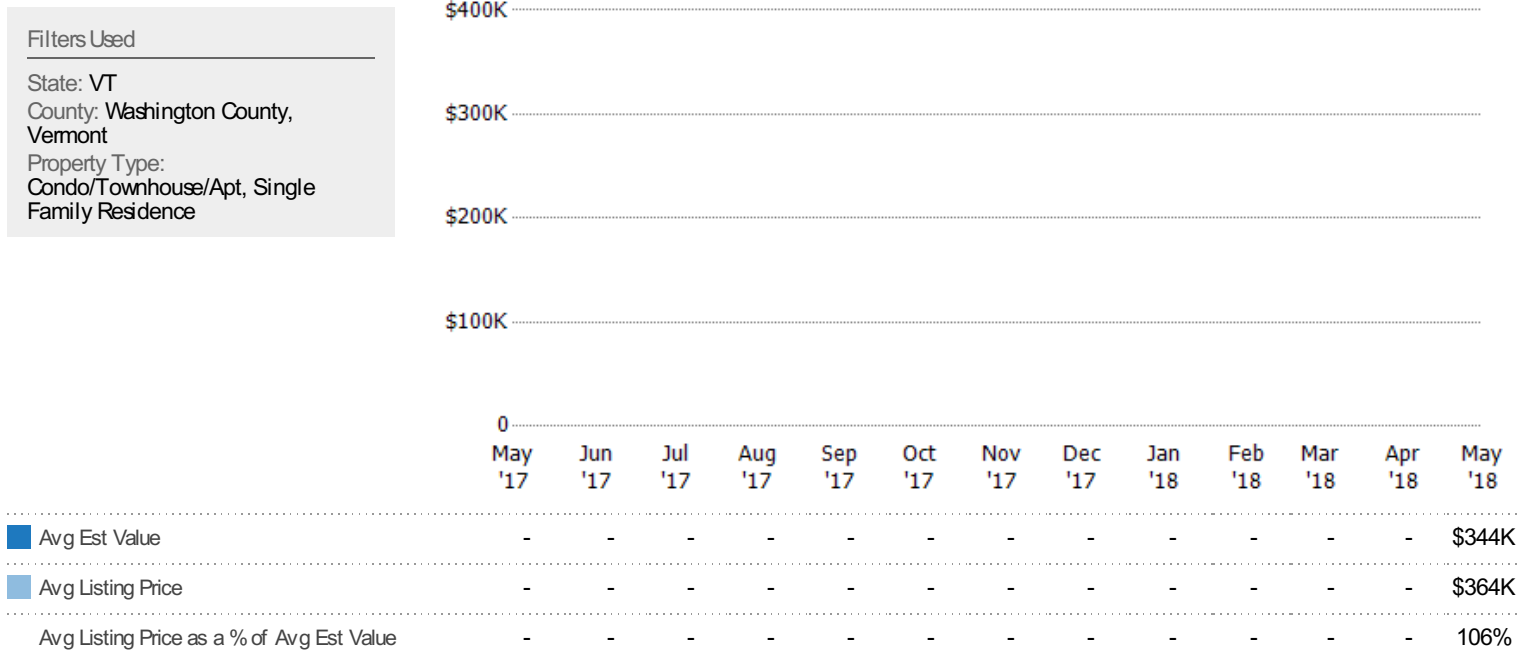 Filters Used
State: VT
County: Washington County,
Vermont
Property Type:
Condo/Townhouse/Apt, Single
Family Residence
$400K
$300K
$200K
$100K
0
May Jun Jul Aug Sep Oct Nov Dec Jan Feb Mar Apr May
'17 '17 '17 '17 '17 '17 '17 '17 '18 '18 '18 '18 '18
Avg Est Value - - - - - - - - - - - - $344K
Avg Listing Price - - - - - - - - - - - - $364K
Avg Listing Price as a % of Avg Est Value - - - - - - - - - - - - 106%